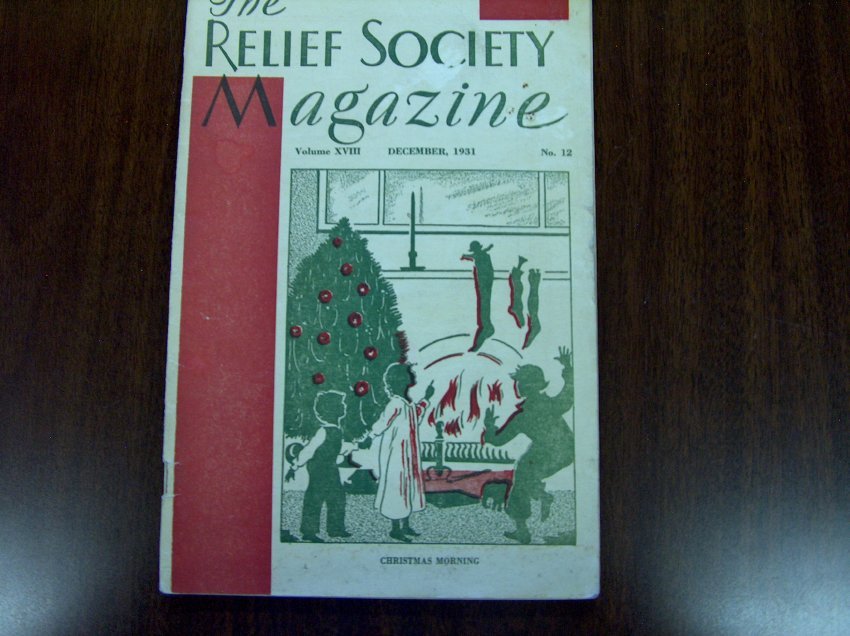 The
RELIEF SOCIETY
Magazine
Volume XVIII DECEMBER, 1931 No. 12
CHRISTMAS MORNING